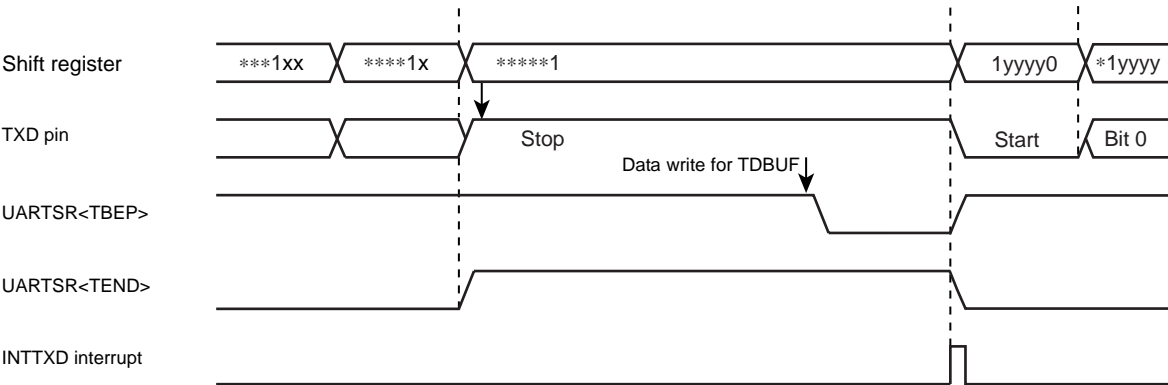 Shift register ***1xx ****1x *****1 1yyyy0 *1yyyy
TXD pin Stop Start Bit 0
Data write for TDBUF
UARTSR<TBEP>
UARTSR<TEND>
INTTXD interrupt